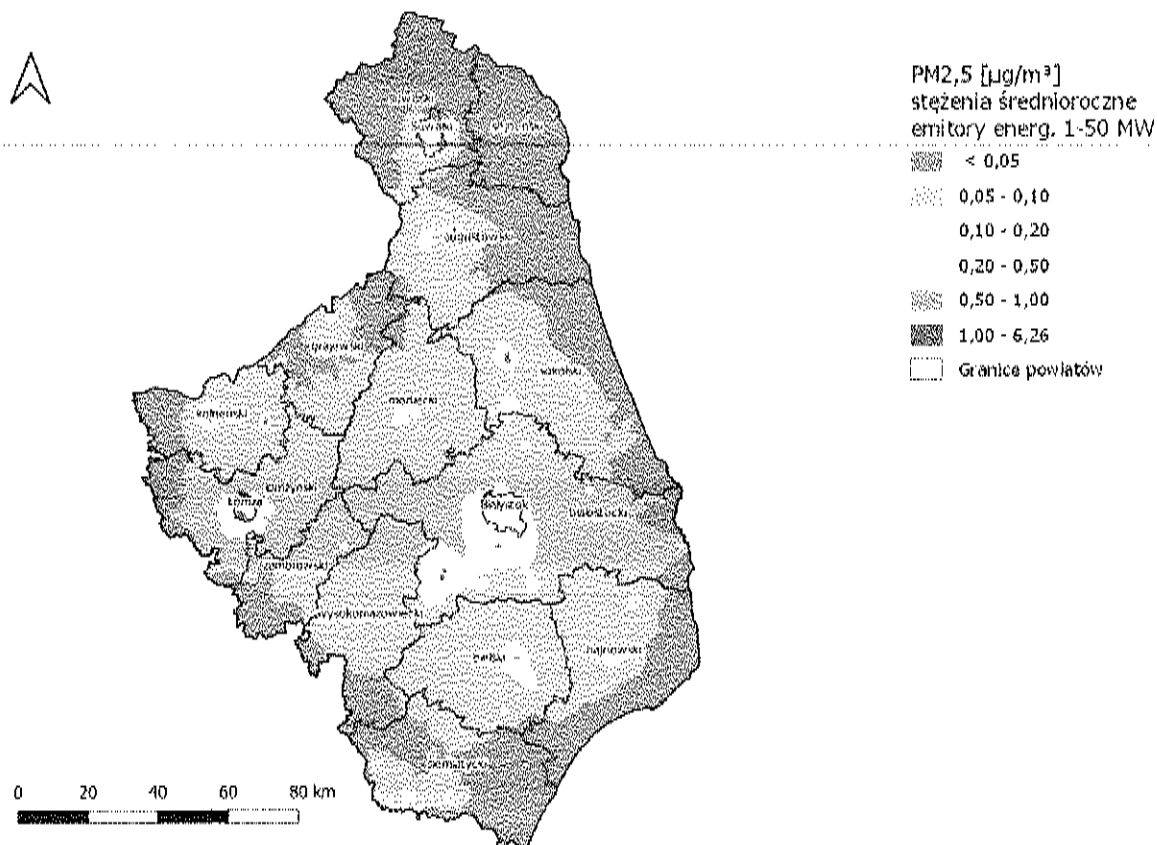 PM2,5 [µg/m³]
stężenia średnioroczne
emitory energ. 1-50 MW
< 0,05
0,05 - 0,10
0,10 - 0,20
0,20 - 0,50
0,50 - 1,00
1,00 - 6,26
Granice powiatów
augustowski
sokólski
moniecki
kolneński
łomżyński
Łomża
Białystok
białostocki
zambrowski
wysokomazowiecki
bielski
hajnowski
siemiatycki
0 20 40 60 80 km